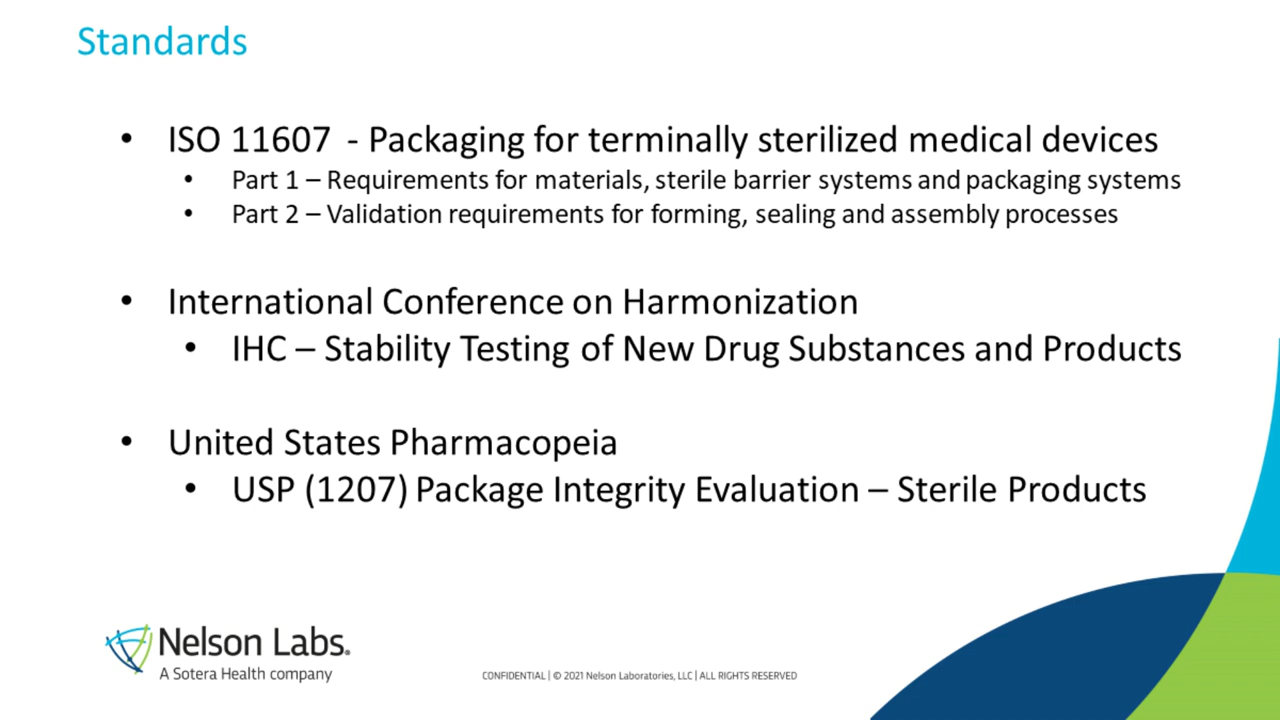 Standards
• ISO 11607 - Packaging for terminally sterilized medical devices
• Part 1 – Requirements for materials, sterile barrier systems and packaging systems
• Part 2 – Validation requirements for forming, sealing and assembly processes
• International Conference on Harmonization
• IHC – Stability Testing of New Drug Substances and Products
• United States Pharmacopeia
• USP (1207) Package Integrity Evaluation – Sterile Products
Nelson Labs®
A Sotera Health company
CONFIDENTIAL | © 2021 Nelson Laboratories, LLC | ALL RIGHTS RESERVED